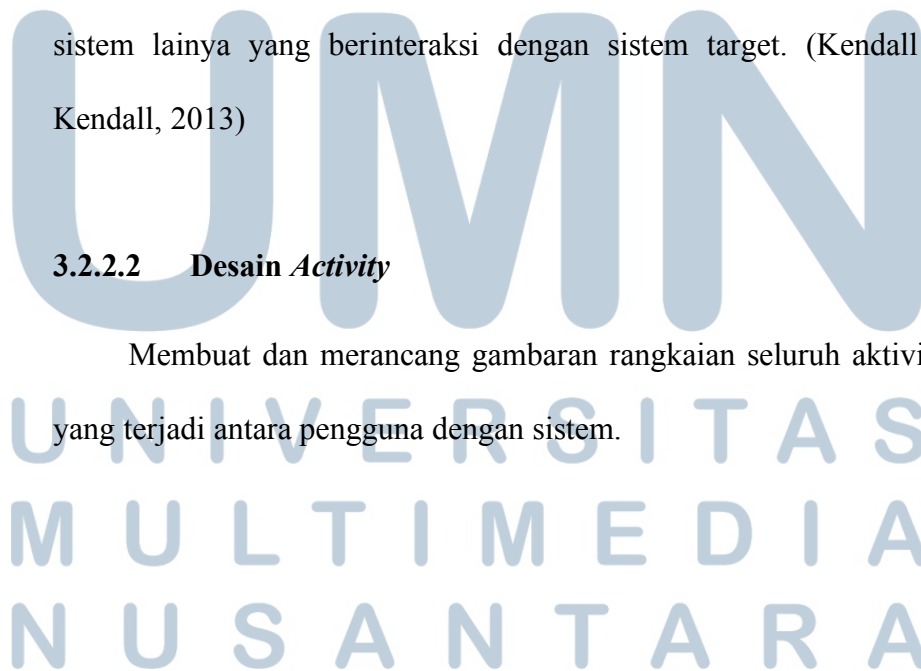 sistem lainya yang berinteraksi dengan sistem target. (Kendall
Kendall, 2013)
3.2.2.2 Desain Activity
Membuat dan merancang gambaran rangkaian seluruh
yang terjadi antara pengguna dengan sistem.
UMN
UNIVERSITAS
MULTIMEDIA
NUSANTARA